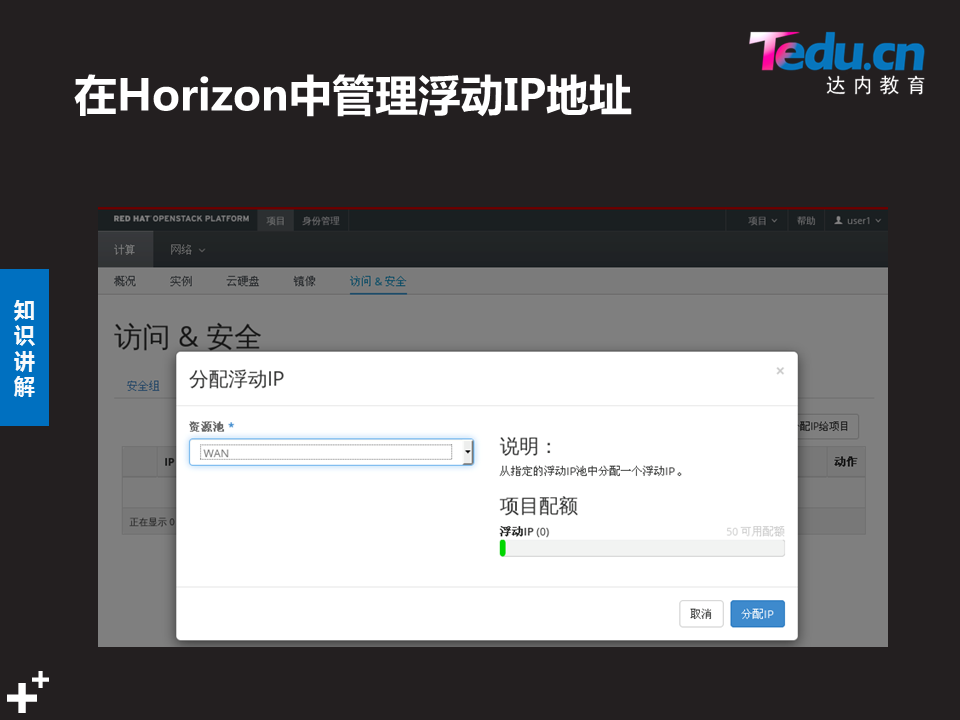 Tedu.cn
达内教育
在Horizon中管理浮动IP地址
知识讲解
RED HAT OPENSTACK PLATFORM 项目 身份管理 项目 帮助 user1
计算 网络
概况 实例 云硬盘 镜像 访问 & 安全
访问 & 安全
安全组
分配浮动IP ×
资源池 *
WAN
说明：
从指定的浮动IP池中分配一个浮动IP 。
项目配额
浮动IP (0) 50 可用配额
取消 分配IP
配IP给项目
IP 动作
正在显示 0